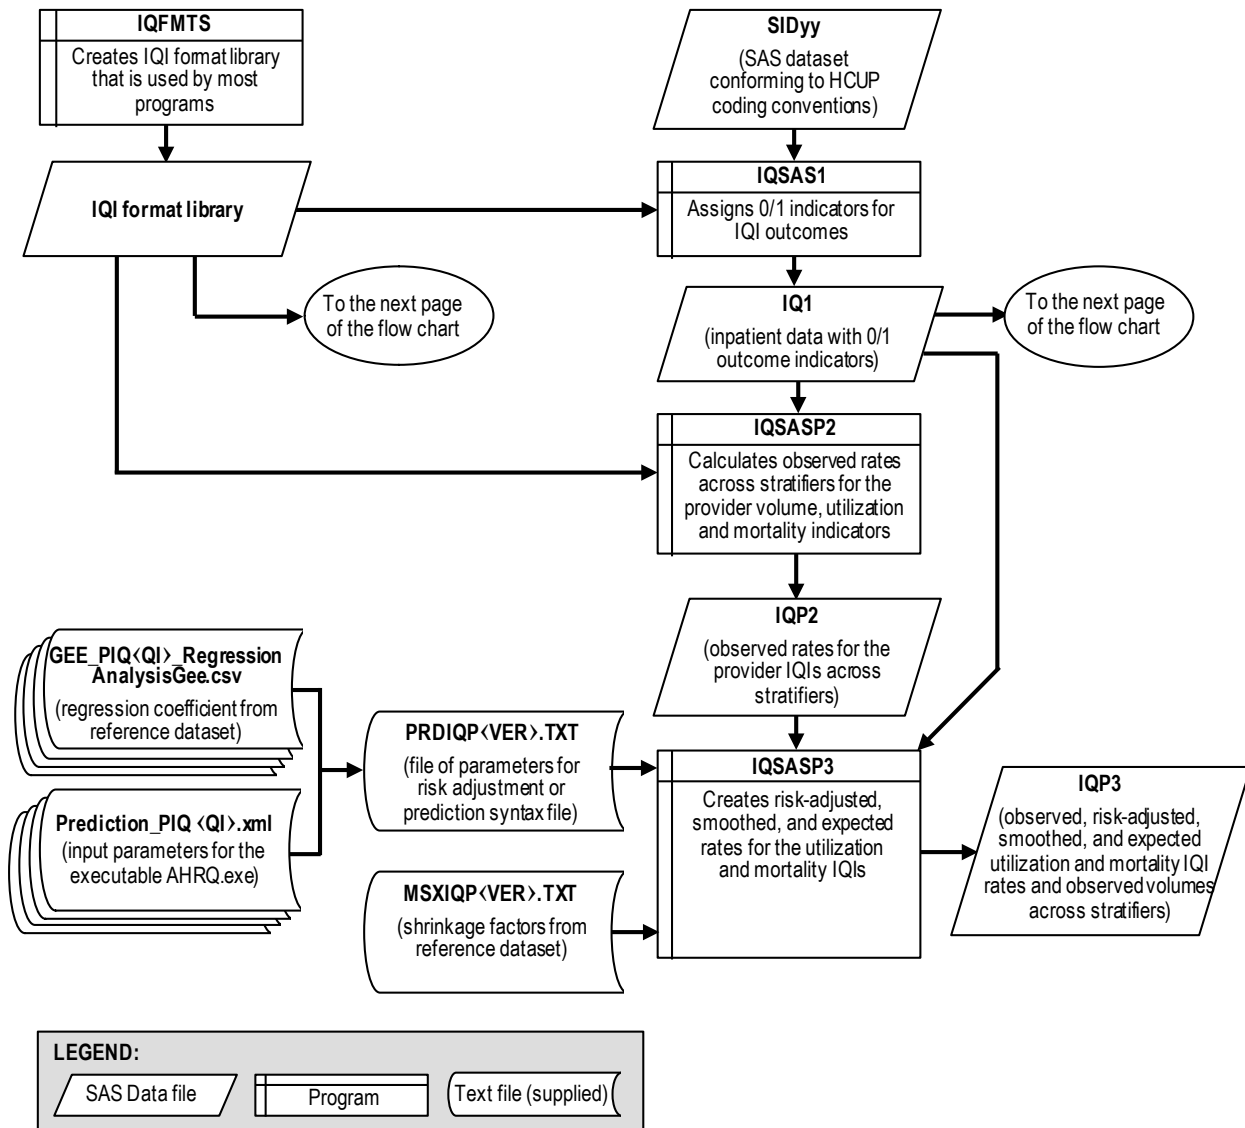 IQFMTS
Creates IQI format library
that is used by most
programs
SIDyy
(SAS dataset
conforming to HCUP
coding conventions)
IQI format library
IQSAS1
Assigns 0/1 indicators for
IQI outcomes
To the next page
of the flow chart
IQ1
(inpatient data with 0/1
outcome indicators)
To the next page
of the flow chart
IQSASP2
Calculates observed rates
across stratifiers for the
provider volume, utilization
and mortality indicators
IQP2
(observed rates for the
provider IQIs across
stratifiers)
GEE_PIQ<QI>_Regression
AnalysisGee.csv
(regression coefficient from
reference dataset)
Prediction_PIQ <QI>.xml
(input parameters for the
executable AHRQ.exe)
PRDIQP<VER>.TXT
(file of parameters for
risk adjustment or
prediction syntax file)
MSXIQP<VER>.TXT
(shrinkage factors from
reference dataset)
IQSASP3
Creates risk-adjusted,
smoothed, and expected
rates for the utilization
and mortality IQIs
IQP3
(observed, risk-adjusted,
smoothed, and expected
utilization and mortality IQI
rates and observed volumes
across stratifiers)
LEGEND:
SAS Data file
Program
Text file (supplied)